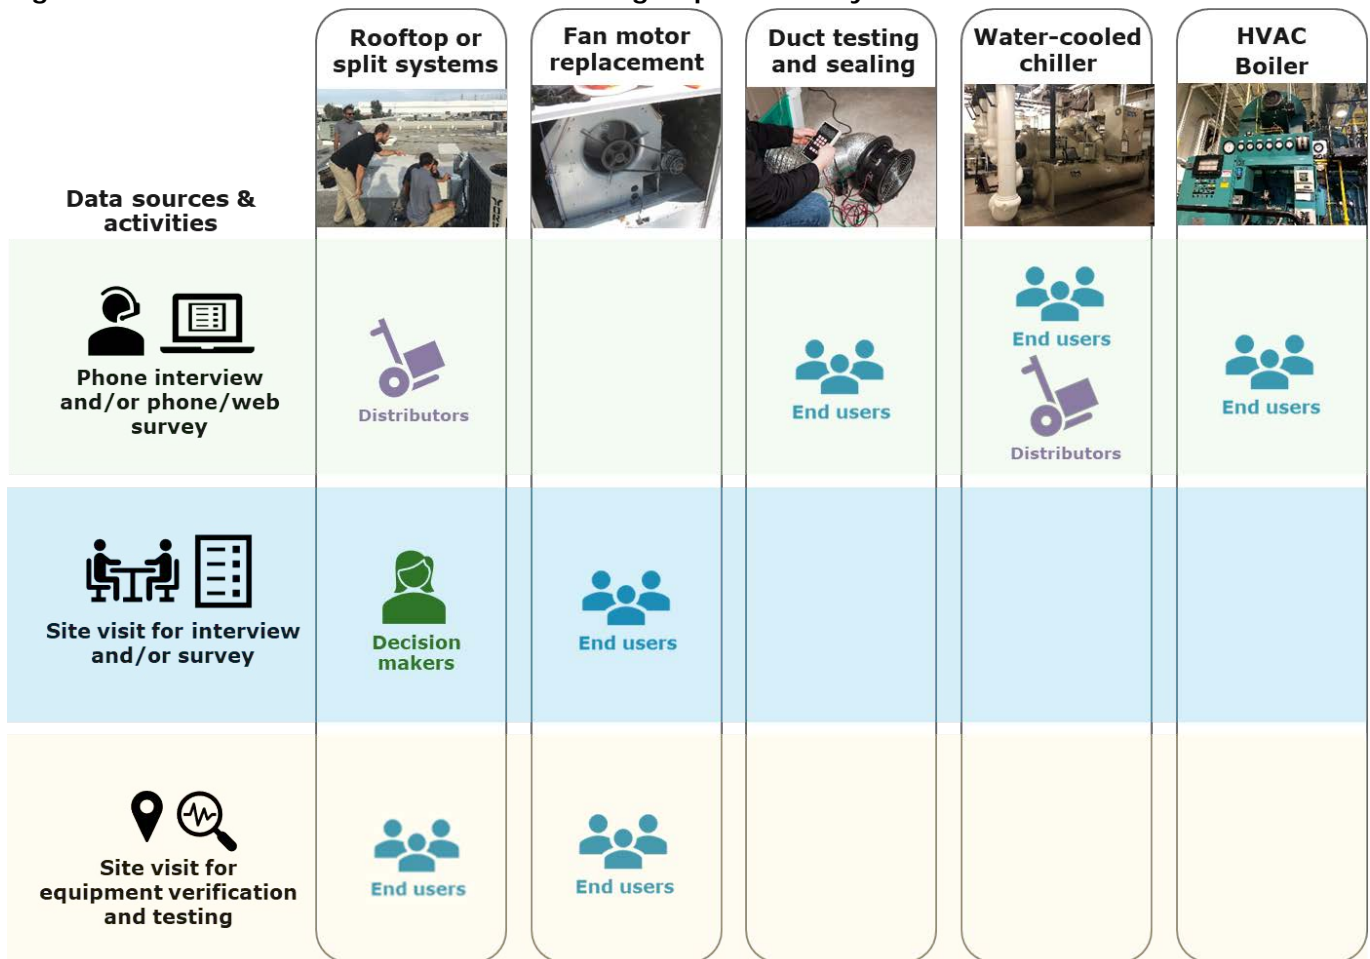 Rooftop or
split systems
Fan motor
replacement
Duct testing
and sealing
Water-cooled
chiller
HVAC
Boiler
Data sources &
activities
Phone interview
and/or phone/web
survey
Distributors
End users
End users
Distributors
End users
Site visit for interview
and/or survey
Decision
makers
End users
Site visit for
equipment verification
and testing
End users
End users